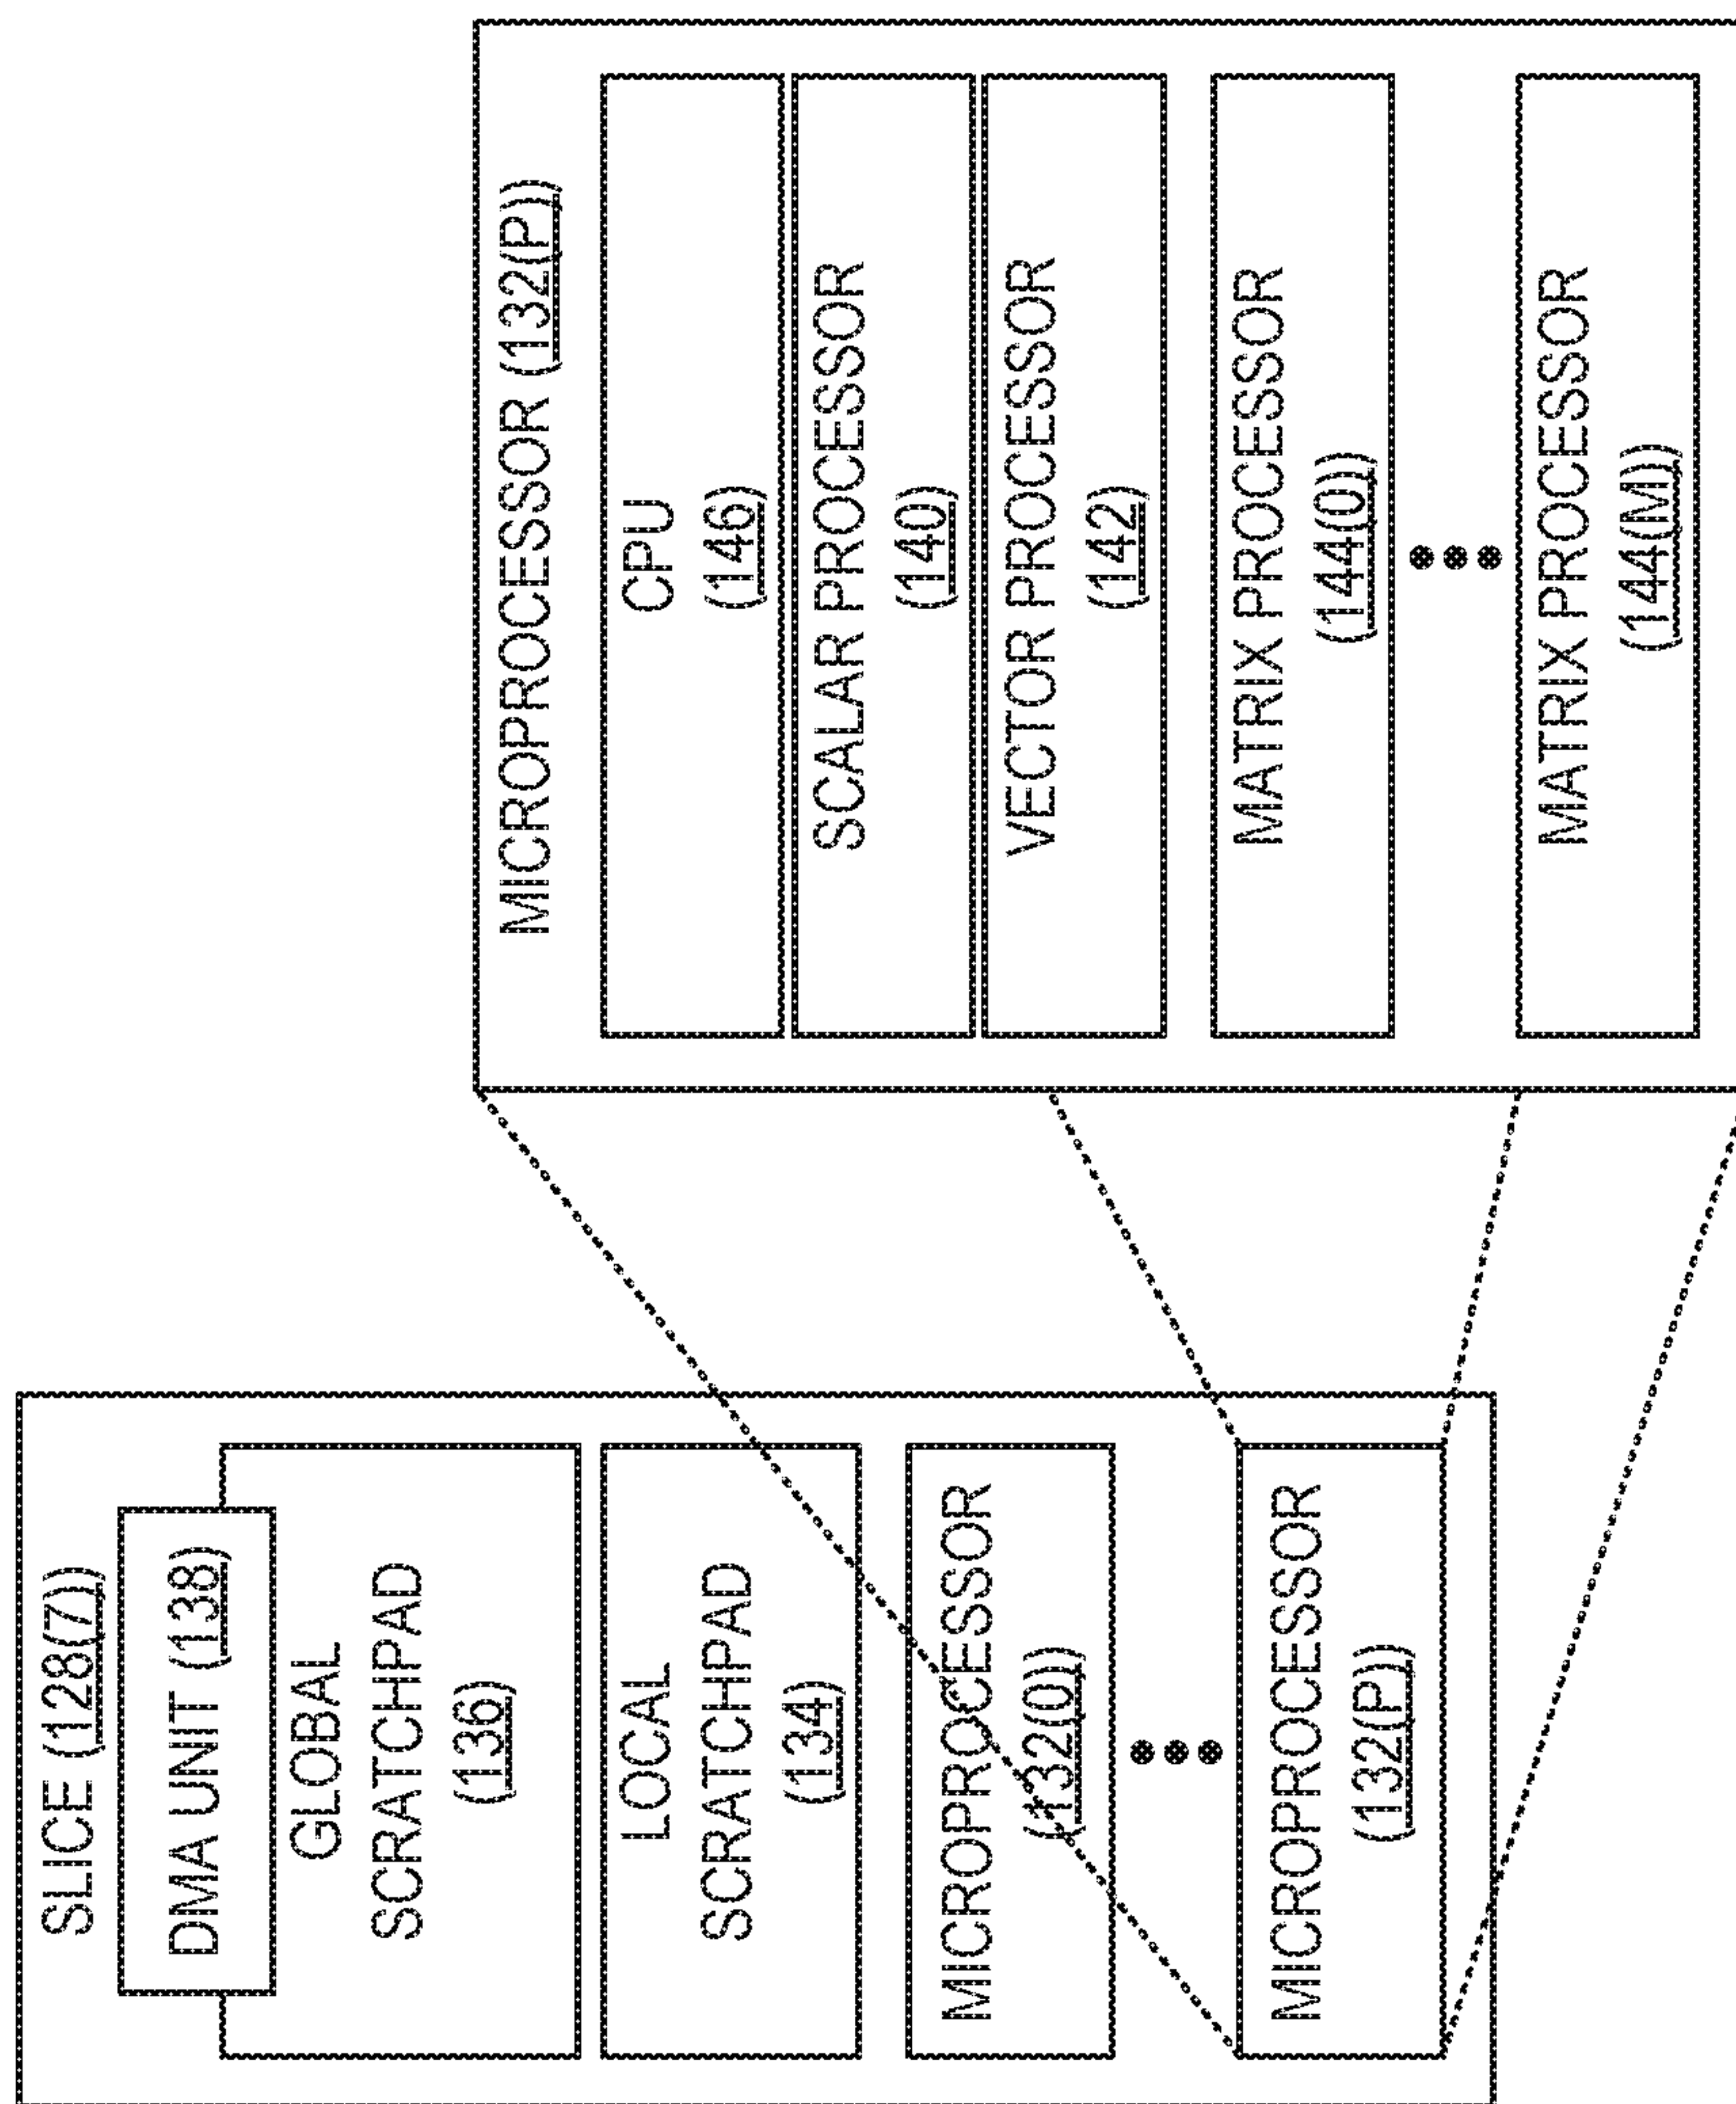 SLICE (128(7))
DMA UNIT (138)
GLOBAL
SCRATCHPAD
(136)
LOCAL
SCRATCHPAD
(134)
MICROPROCESSOR
(132(0))
MICROPROCESSOR
(132(P))
MICROPROCESSOR (132(P))
CPU
(146)
SCALAR PROCESSOR
(140)
VECTOR PROCESSOR
(142)
MATRIX PROCESSOR
(144(0))
MATRIX PROCESSOR
(144(M))